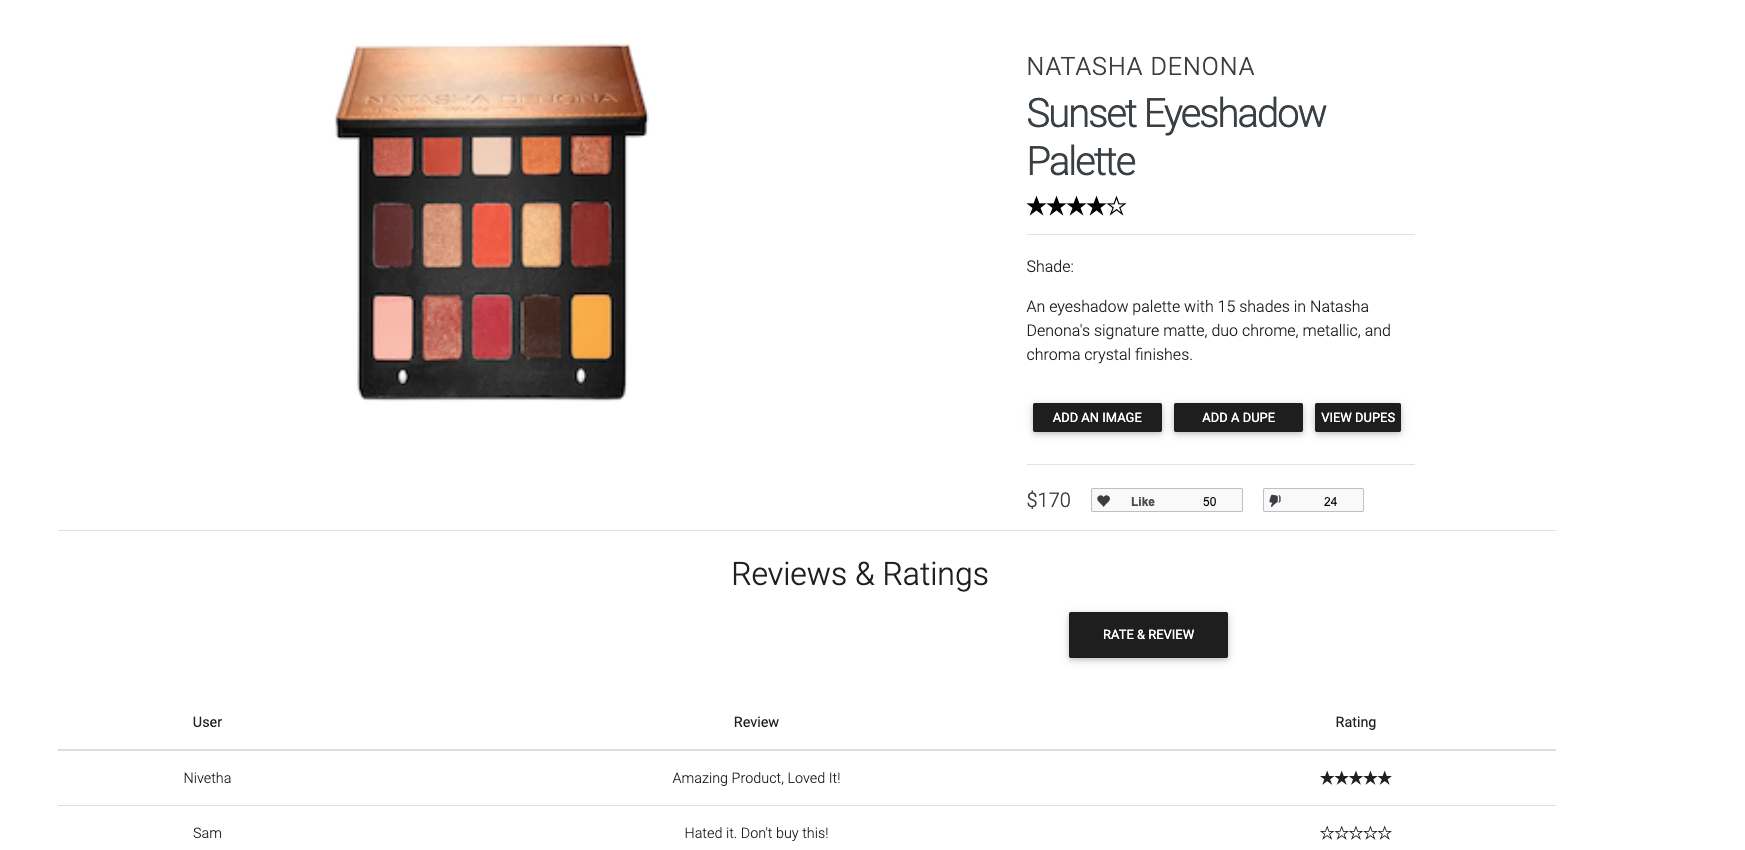 NATASHA DENONA
NATASHA DENONA
Sunset Eyeshadow
Palette
★★★★☆
Shade:
An eyeshadow palette with 15 shades in Natasha
Denona's signature matte, duo chrome, metallic, and
chroma crystal finishes.
ADD AN IMAGE ADD A DUPE VIEW DUPES
$170 Like 50 24
Reviews & Ratings
RATE & REVIEW
User Review Rating
Nivetha Amazing Product, Loved It! ★★★★★
Sam Hated it. Don't buy this! ☆☆☆☆☆